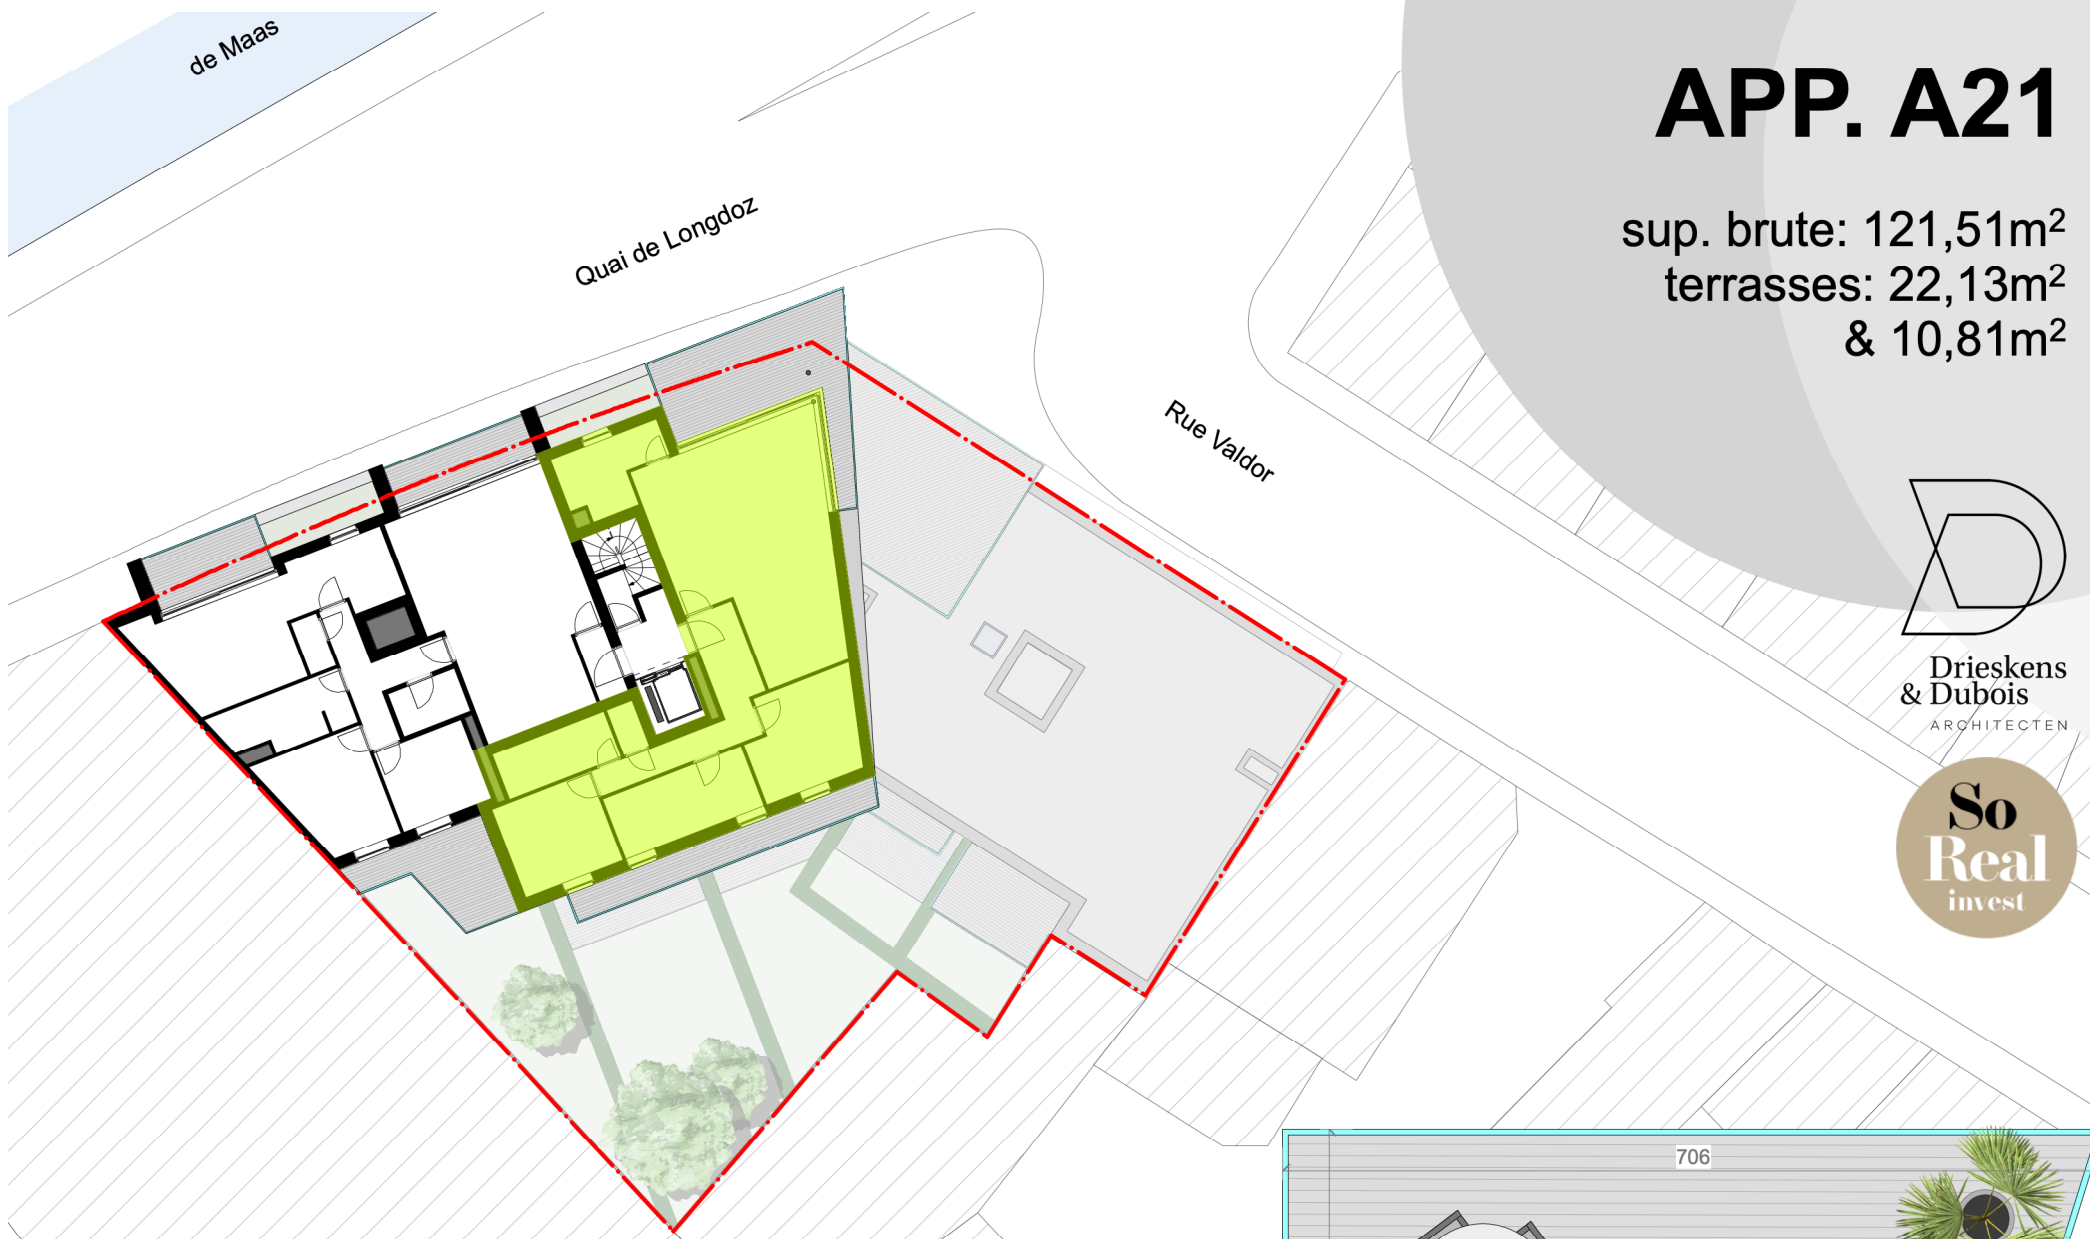 de Maas
Quai de Longdoz
Rue Valdor
APP. A21
sup. brute: 121,51m²
terrasses: 22,13m²
& 10,81m²
Drieskens
& Dubois
ARCHITECTEN
So
Real
invest
706